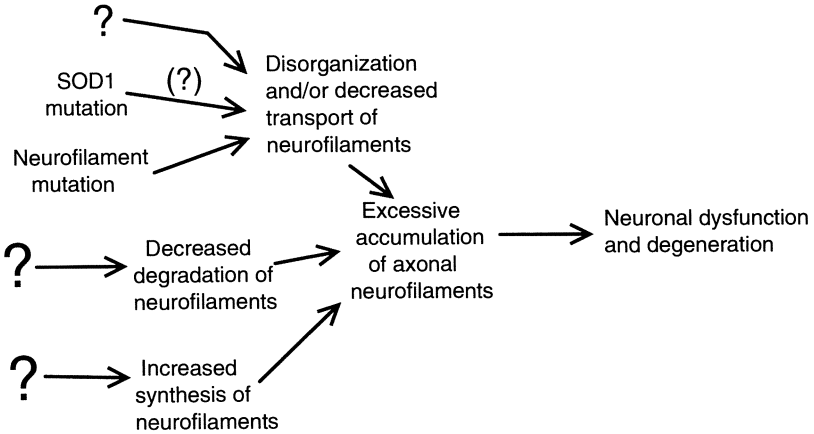 ?
SOD1
mutation
(?)
Neurofilament
mutation
Disorganization
and/or decreased
transport of
neurofilaments
?
Decreased
degradation of
neurofilaments
?
Increased
synthesis of
neurofilaments
Excessive
accumulation
of axonal
neurofilaments
Neuronal dysfunction
and degeneration